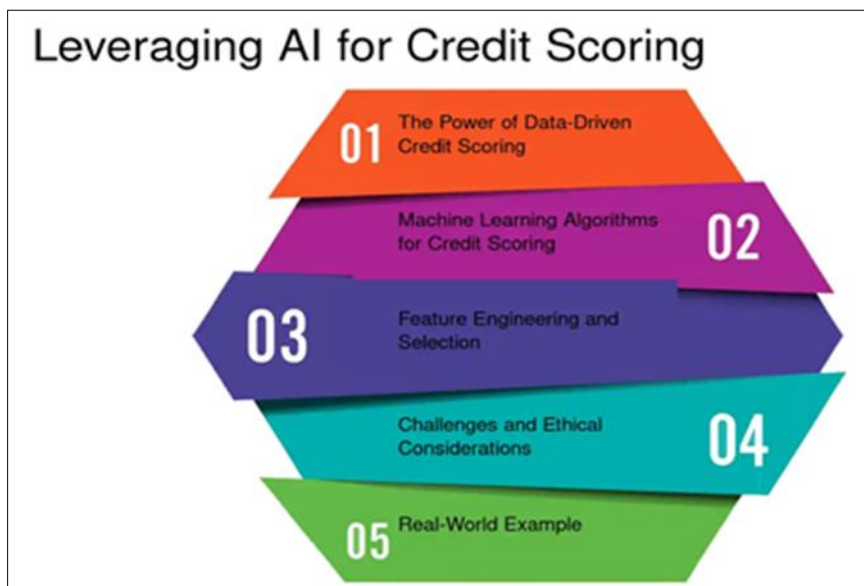 Leveraging AI for Credit Scoring
01
The Power of Data-Driven
Credit Scoring
Machine Learning Algorithms
for Credit Scoring
02
03
Feature Engineering and
Selection
Challenges and Ethical
Considerations
04
05
Real-World Example